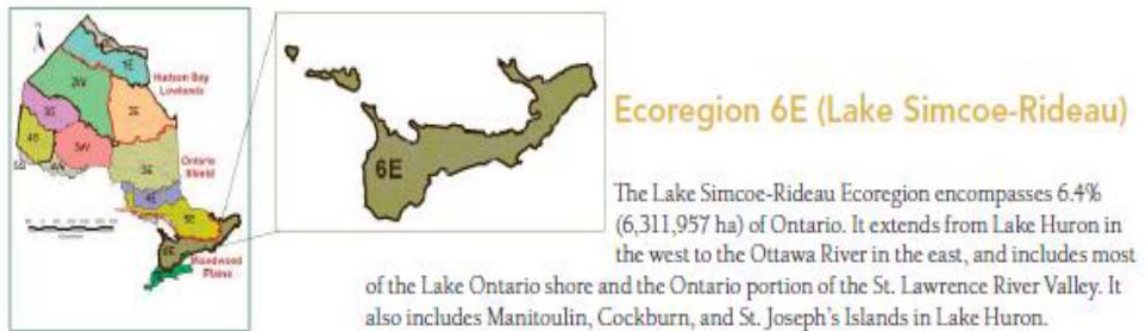 Ecoregion 6E (Lake Simcoe-Rideau)
The Lake Simcoe-Rideau Ecoregion encompasses 6.4%
(6,311,957 ha) of Ontario. It extends from Lake Huron in
the west to the Ottawa River in the east, and includes most
of the Lake Ontario shore and the Ontario portion of the St. Lawrence River Valley. It
also includes Manitoulin, Cockburn, and St. Joseph's Islands in Lake Huron.
6E
1E
2W
Hudson Bay
Lowlands
2E
3S
4S
3W
Ontario
Shield
3E
4E
5E
6E
Mixedwood
Plains